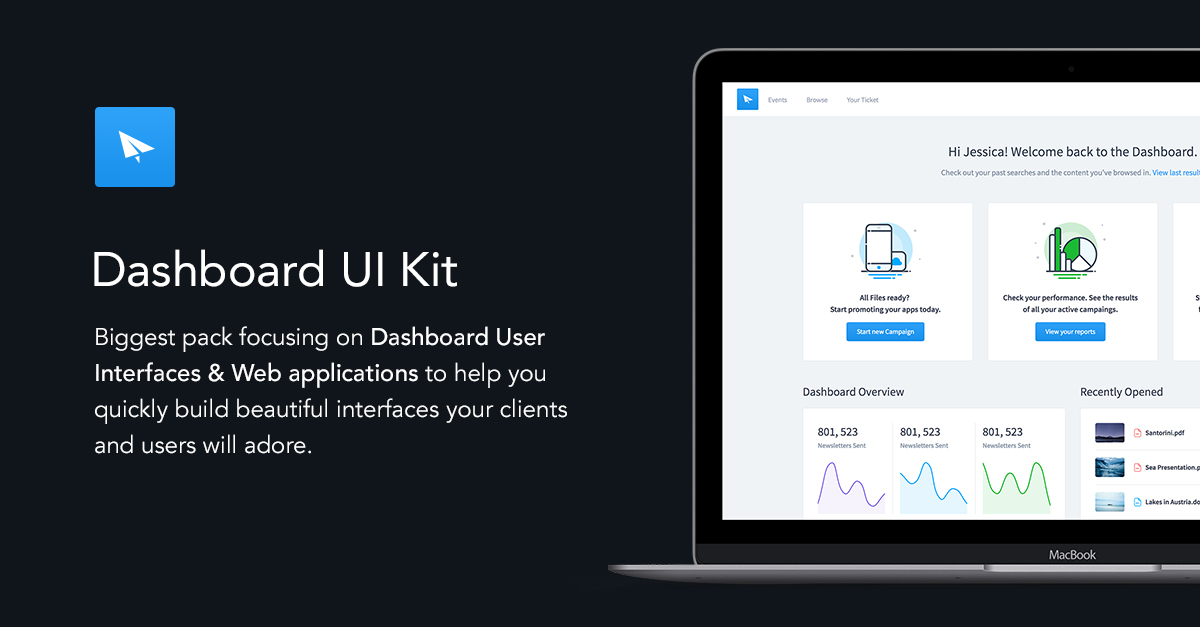 Dashboard UI Kit
Biggest pack focusing on Dashboard User
Interfaces & Web applications to help you
quickly build beautiful interfaces your clients
and users will adore.
Events
Browse
Your Ticket
Hi Jessica! Welcome back to the Dashboard.
Check out your past searches and the content you've browsed in. View last result
All Files ready?
Start promoting your apps today.
Start new Campaign
Check your performance. See the results
of all your active campaings.
View your reports
Dashboard Overview
801, 523
Newsletters Sent
801, 523
Newsletters Sent
801, 523
Newsletters Sent
Recently Opened
Santorini.pdf
Sea Presentation.p
Lakes in Austria.do
MacBook